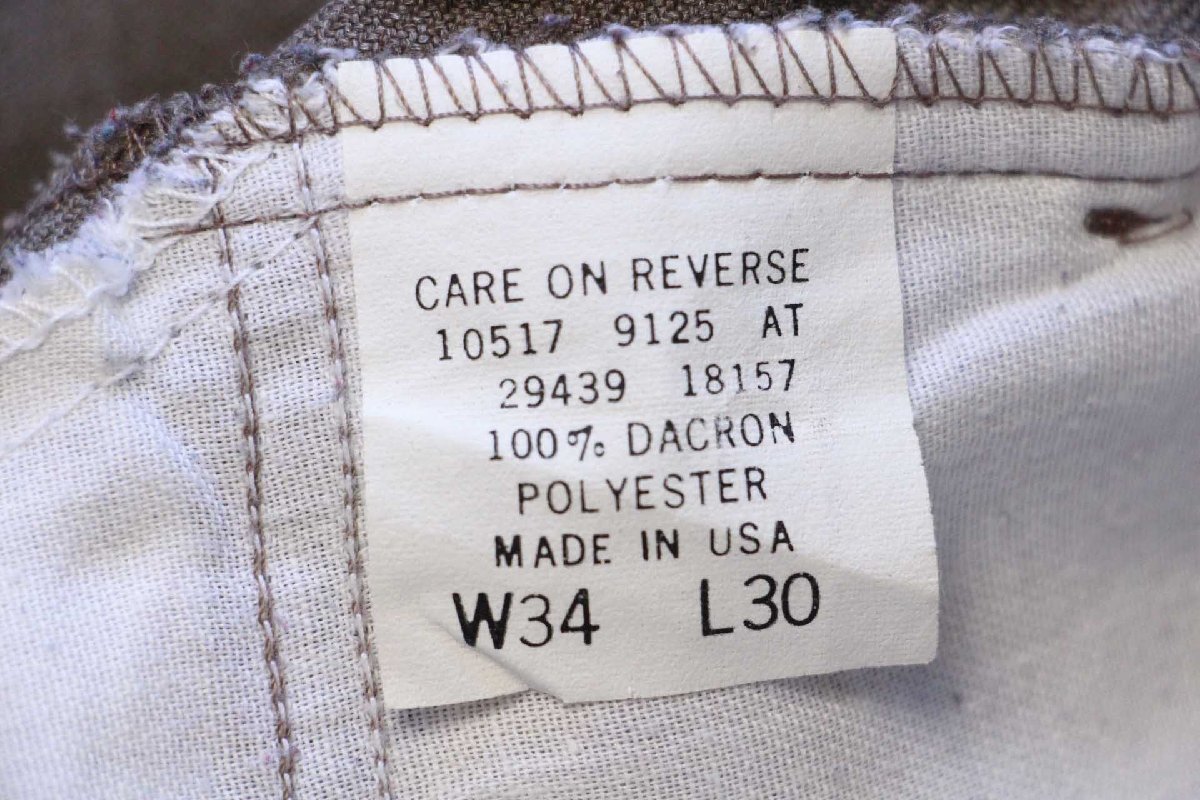 CARE ON REVERSE
10517 9125 AT
29439 18157
100% DACRON
POLYESTER
MADE IN USA
W34 L30